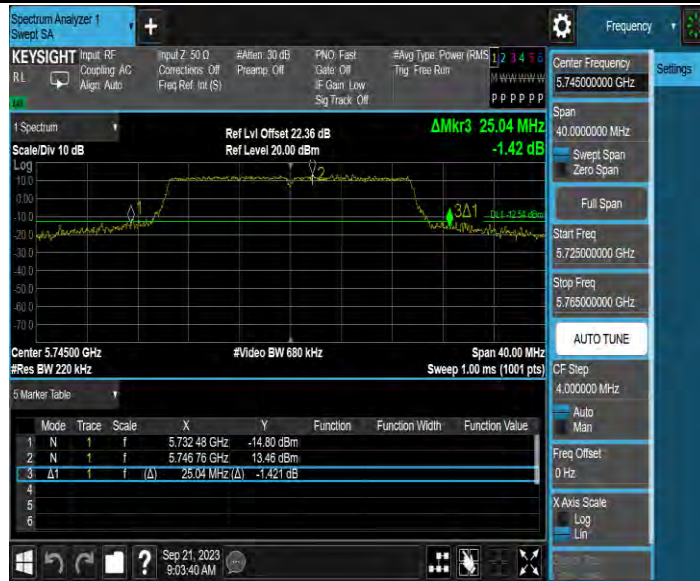 Spectrum Analyzer 1
Swept SA
+
Frequency
KEYSIGHT Input: RF
Coupling: AC
Align: Auto
RL
Input Z: 50 Ω
Corrections: Off
Freq Ref: Int (S)
#Atten: 30 dB
Preamp: Off
PNO: Fast
Gate: Off
IF Gain: Low
Sig Track: Off
#Avg Type: Power (RMS
Trig: Free Run
1 2 3 4 5 6
M W W W W W
P P P P P P
1 Spectrum
Scale/Div 10 dB
Ref Lvl Offset 22.36 dB
Ref Level 20.00 dBm
ΔMkr3 25.04 MHz
-1.42 dB
Log
10.0
0.00
-10.0
-20.0
-30.0
-40.0
-50.0
-60.0
-70.0
1
2
3Δ1
DL1 -12.54 dBm
Center 5.74500 GHz
#Res BW 220 kHz
#Video BW 680 kHz
Span 40.00 MHz
Sweep 1.00 ms (1001 pts)
5 Marker Table
Mode Trace Scale X Y Function Function Width Function Value
1 N 1 f 5.732 48 GHz -14.80 dBm
2 N 1 f 5.746 76 GHz 13.46 dBm
3 Δ1 1 f (Δ) 25.04 MHz (Δ) -1.421 dB
4
5
6
?
Sep 21, 2023
9:03:40 AM
Center Frequency
5.745000000 GHz
Settings
Span
40.0000000 MHz
Swept Span
Zero Span
Full Span
Start Freq
5.725000000 GHz
Stop Freq
5.765000000 GHz
AUTO TUNE
CF Step
4.000000 MHz
Auto
Man
Freq Offset
0 Hz
X Axis Scale
Log
Lin